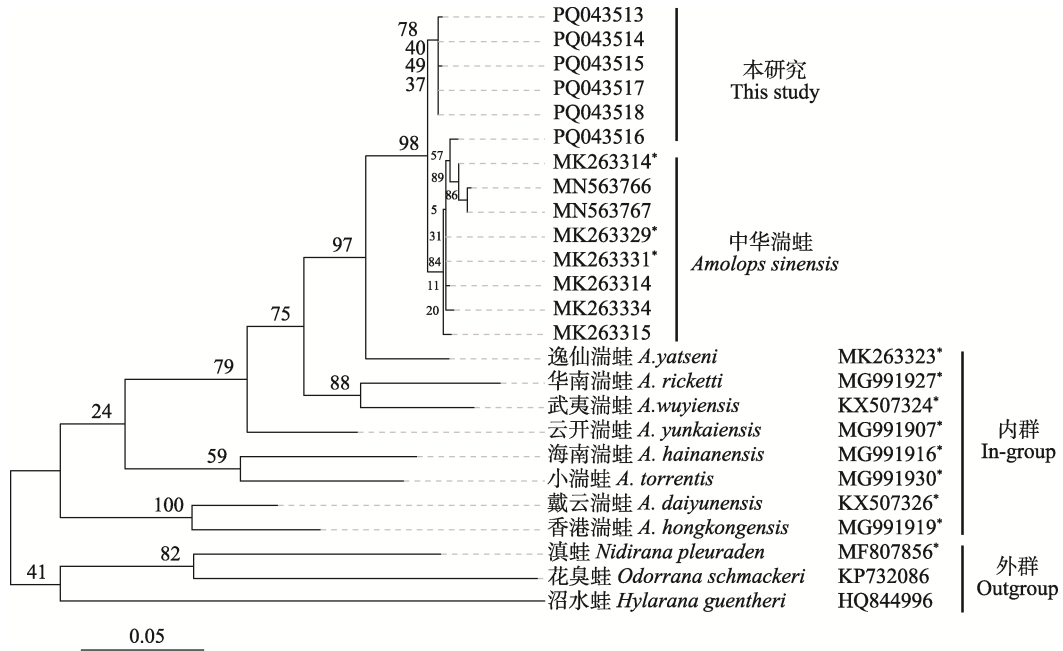 PQ043513
78
PQ043514
40
PQ043515
49
本研究
This study
37
PQ043517
PQ043518
PQ043516
98
57
MK263314*
89
MN563766
86
MN563767
5
MK263329*
31
中华湍蛙
Amolops sinensis
97
MK263331*
84
MK263314
11
MK263334
20
MK263315
75
逸仙湍蛙 A.yatseni MK263323*
79
华南湍蛙 A. ricketti MG991927*
88
武夷湍蛙 A.wuyiensis KX507324*
24
云开湍蛙 A. yunkaiensis MG991907*
内群
In-group
59
海南湍蛙 A. hainanensis MG991916*
小湍蛙 A. torrentis MG991930*
100
戴云湍蛙 A. daiyunensis KX507326*
香港湍蛙 A. hongkongensis MG991919*
82
滇蛙 Nidirana pleuraden MF807856*
41
花臭蛙 Odorrana schmackeri KP732086
外群
Outgroup
沼水蛙 Hylarana guentheri HQ844996
0.05